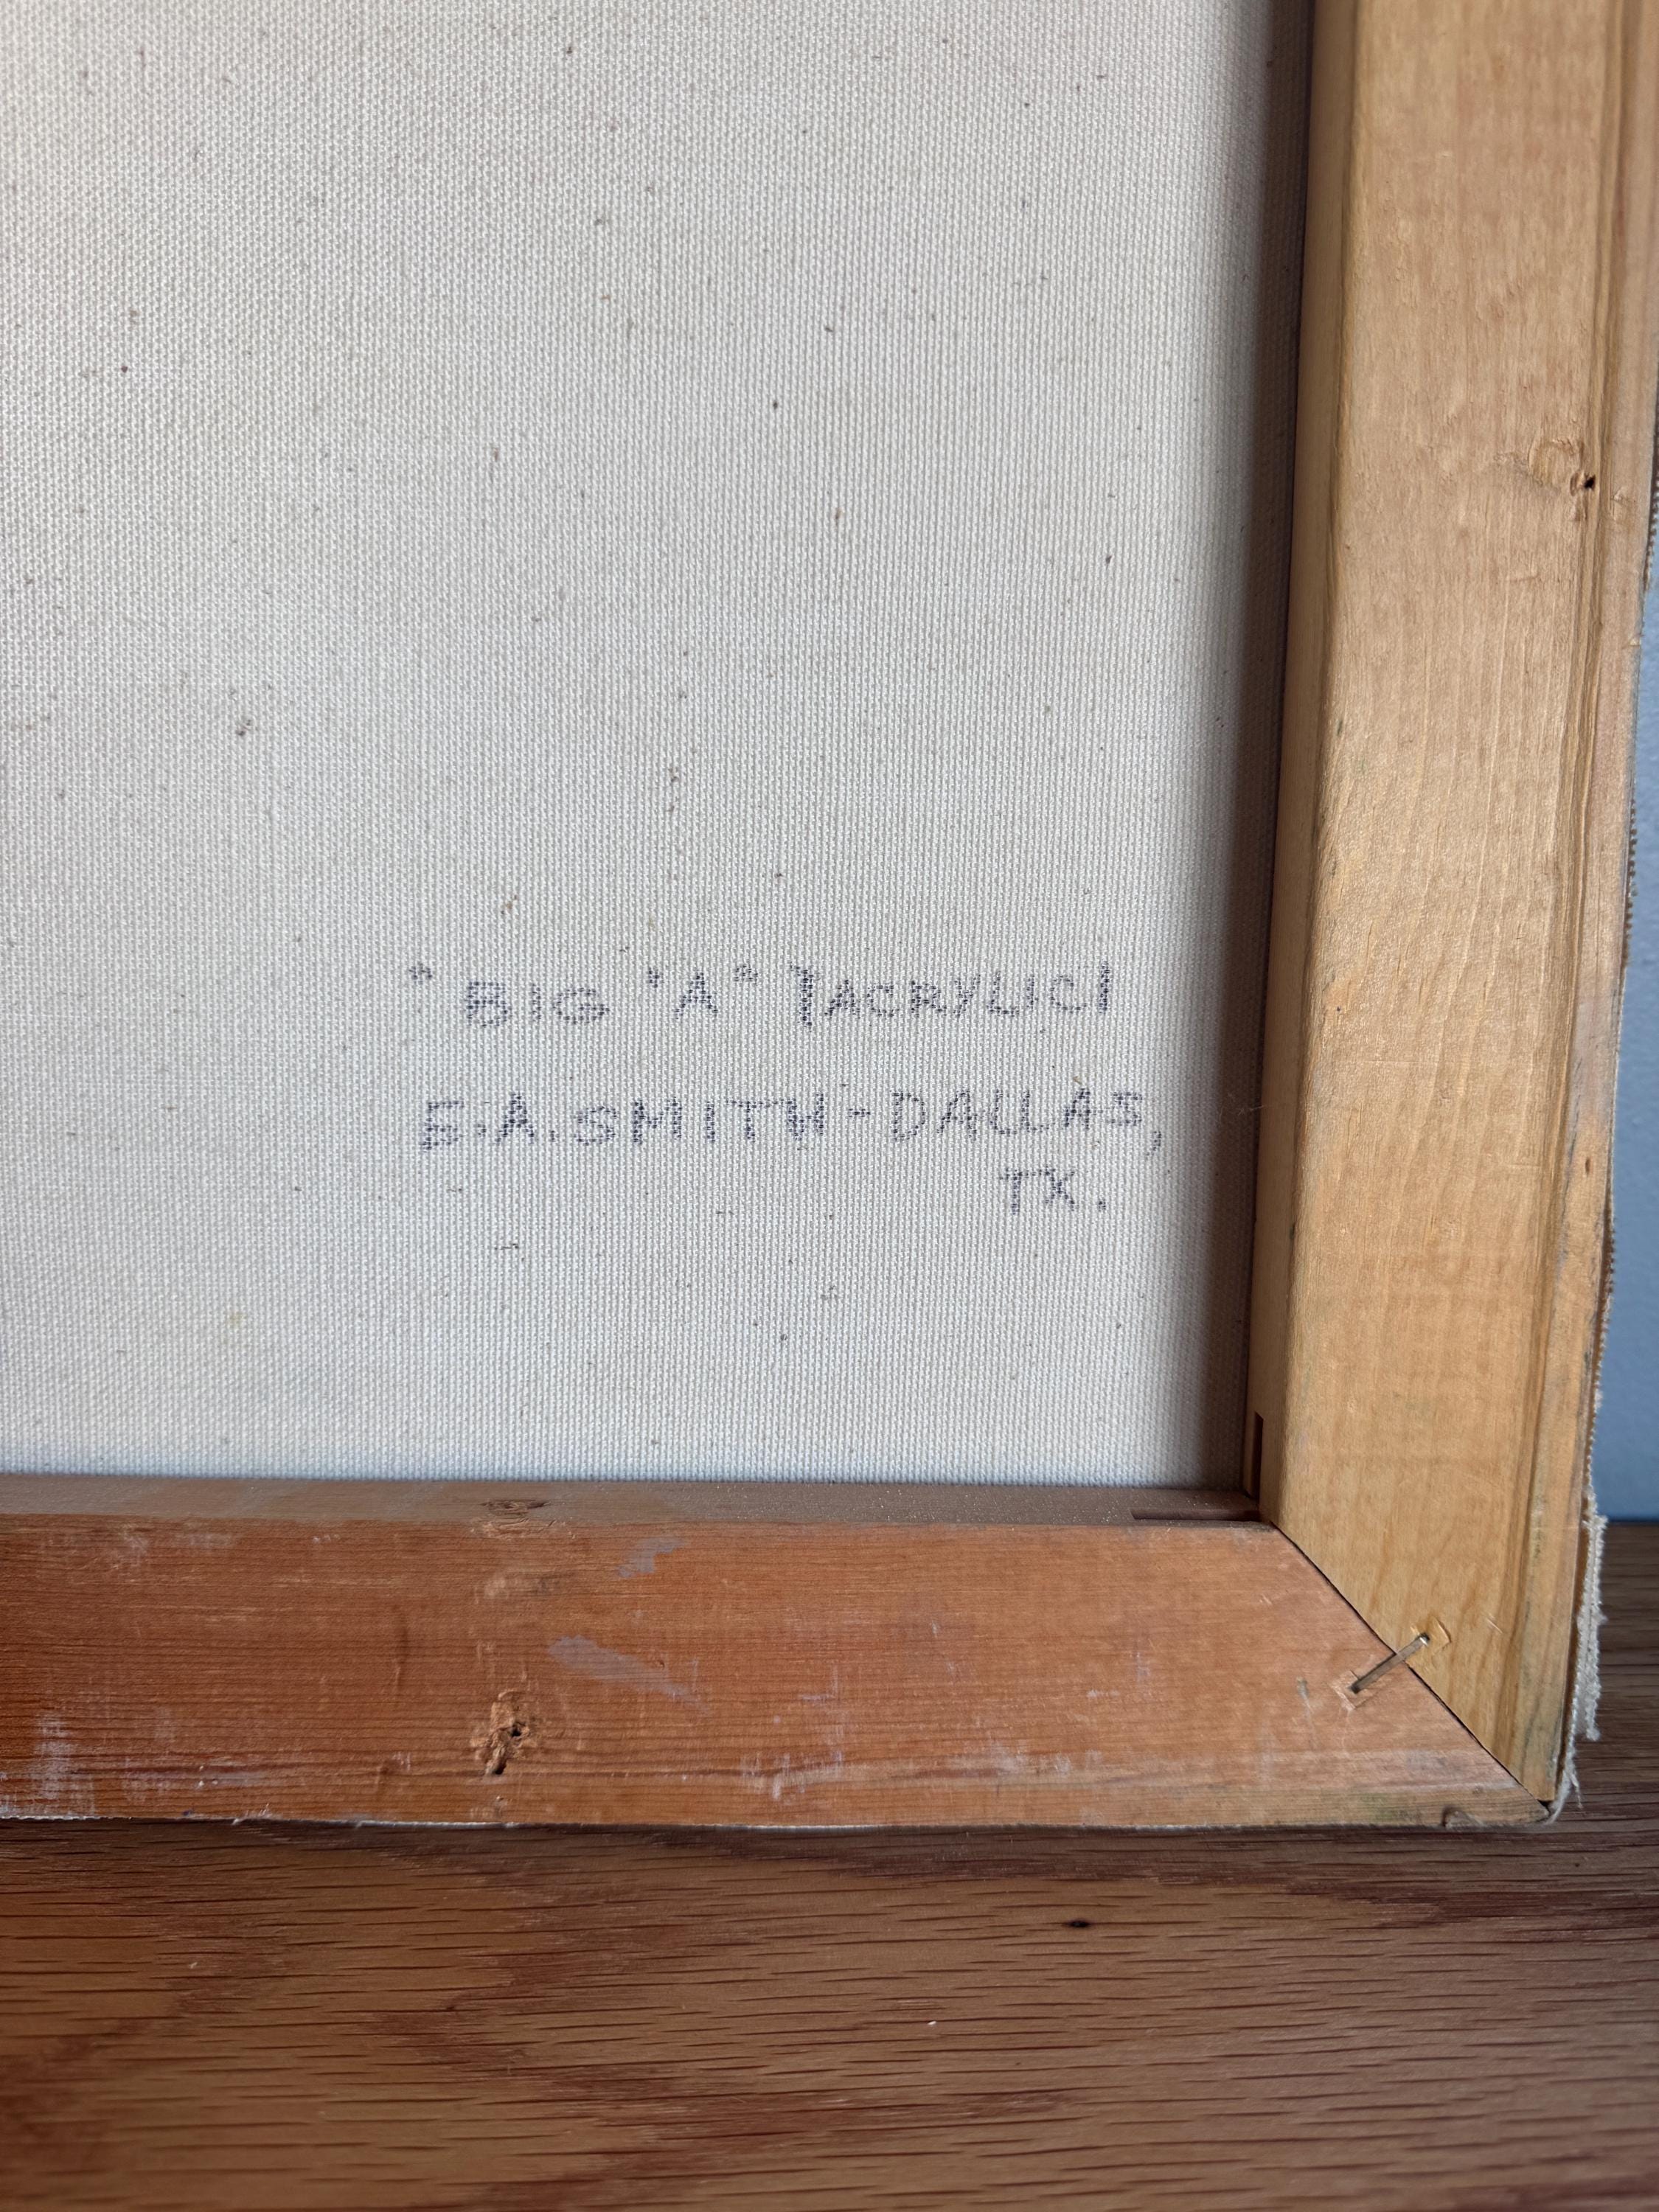 "BIG "A" [ACRYLIC]
E.A. SMITH-DALLAS,
TX.